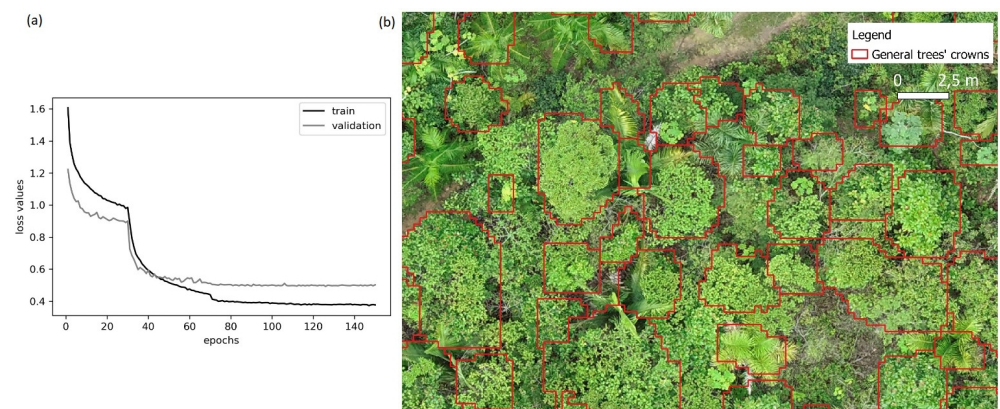 (a)
(b)
1.6
1.4
1.2
1.0
0.8
0.6
0.4
loss values
train
validation
0 20 40 60 80 100 120 140
epochs
Legend
General trees' crowns
0 2,5 m